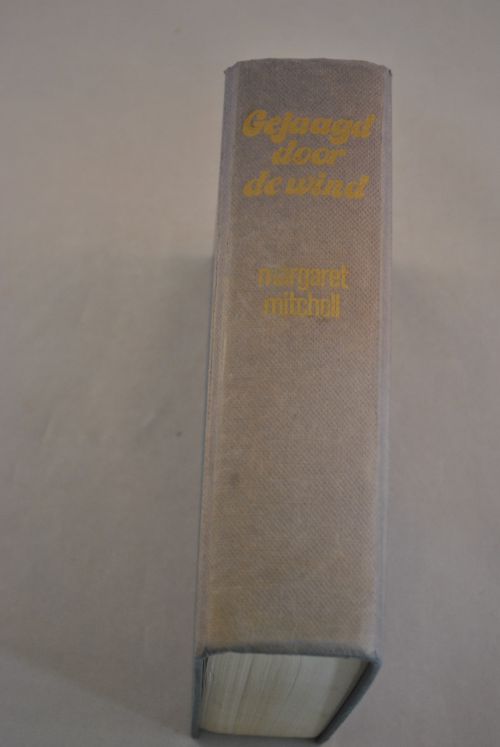 Gejaagd
door
de wind
margaret
mitchell